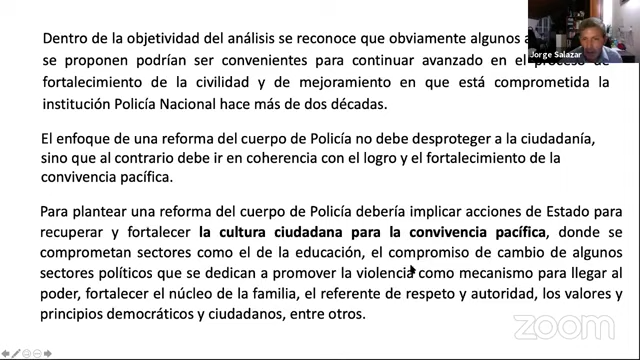 Dentro de la objetividad del análisis se reconoce que obviamente algunos
Jorge Salazar
se proponen podrían ser convenientes para continuar avanzado en el proceso de
fortalecimiento de la civilidad y de mejoramiento en que está comprometida la
institución Policía Nacional hace más de dos décadas.
El enfoque de una reforma del cuerpo de Policía no debe desproteger a la ciudadanía,
sino que al contrario debe ir en coherencia con el logro y el fortalecimiento de la
convivencia pacífica.
Para plantear una reforma del cuerpo de Policía debería implicar acciones de Estado para
recuperar y fortalecer la cultura ciudadana para la convivencia pacífica, donde se
comprometan sectores como el de la educación, el compromiso de cambio de algunos
sectores políticos que se dedican a promover la violencia como mecanismo para llegar al
poder, fortalecer el núcleo de la familia, el referente de respeto y autoridad, los valores y
principios democráticos y ciudadanos, entre otros.
zoom